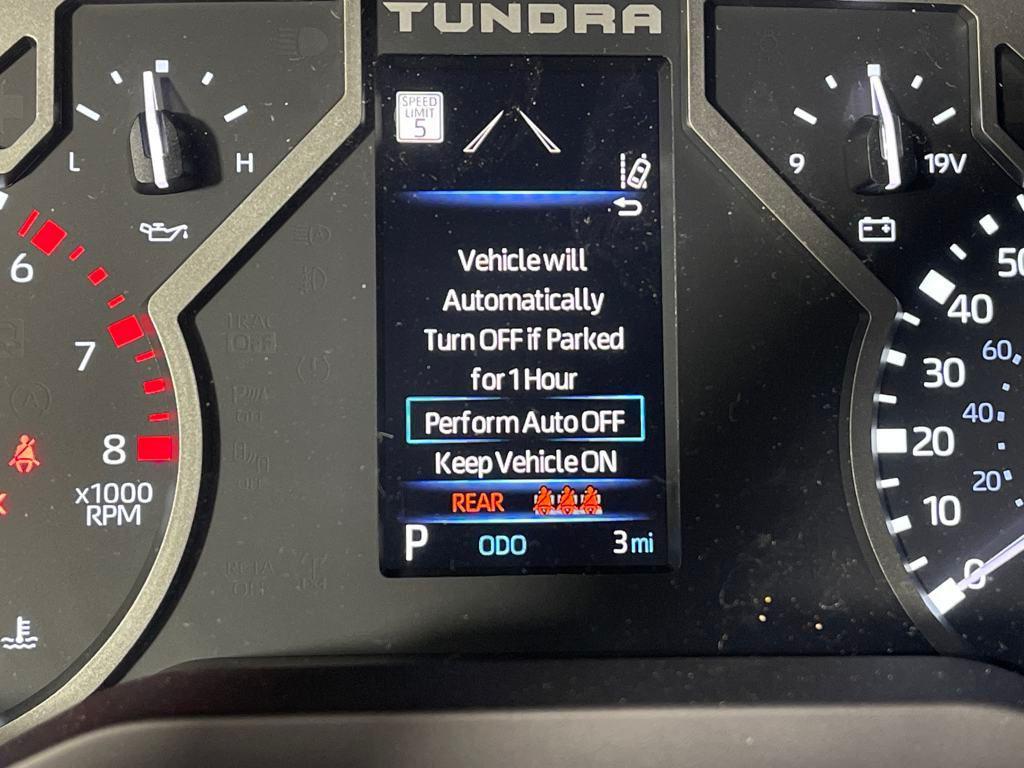 TUNDRA
SPEED
LIMIT
5
L
H
9
19V
Vehicle will
Automatically
Turn OFF if Parked
for 1 Hour
Perform Auto OFF
Keep Vehicle ON
REAR
P
ODO
3 mi
6
7
8
x1000
RPM
TRAC
OFF
50
40
30
20
10
0
60
40
20